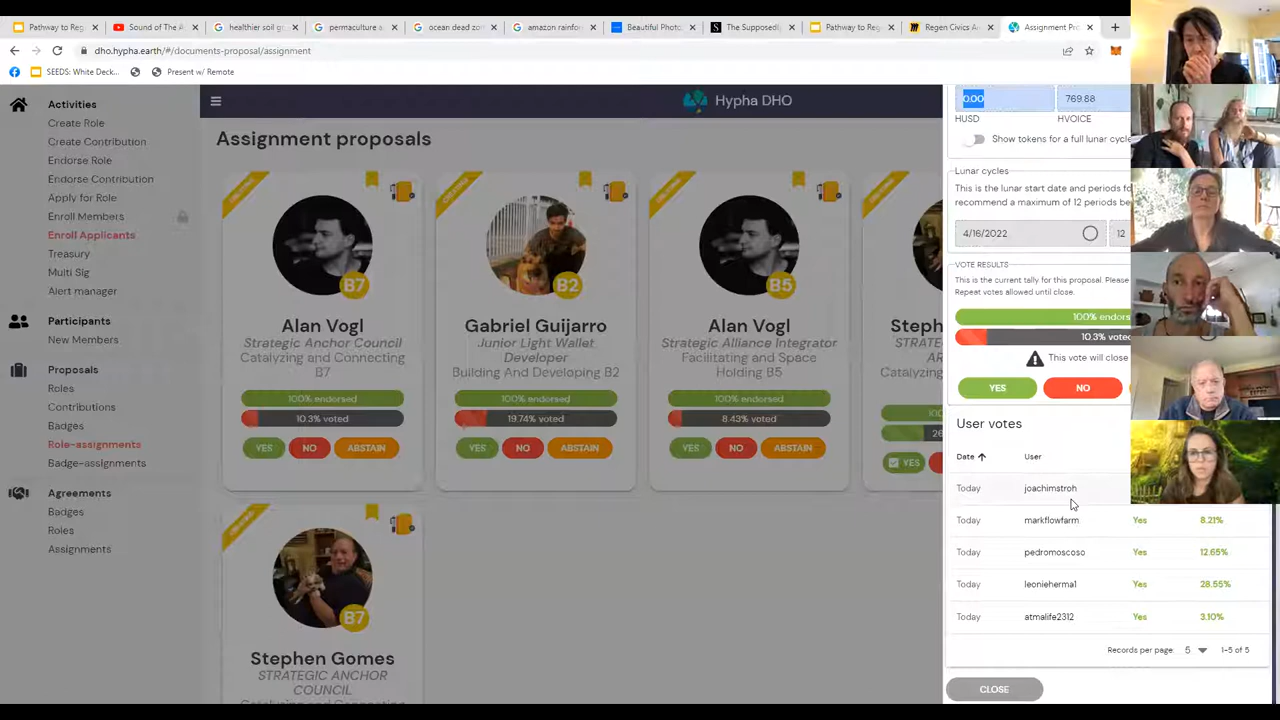 Pathway to Reg
Sound of The A
healthier soil gr
permaculture a
ocean dead zo
amazon rainfor
Beautiful Photo
The Supposedl
Pathway to Reg
Regen Civics A
Assignment Pro
dho.hypha.earth/#/documents-proposal/assignment
SEEDS: White Deck...
Present w/ Remote
Activities
Create Role
Create Contribution
Endorse Role
Endorse Contribution
Apply for Role
Enroll Members
Enroll Applicants
Treasury
Multi Sig
Alert manager
Participants
New Members
Proposals
Roles
Contributions
Badges
Role-assignments
Badge-assignments
Agreements
Badges
Roles
Assignments
Hypha DHO
Assignment proposals
B7
Alan Vogl
Strategic Anchor Council
Catalyzing and Connecting
B7
100% endorsed
10.3% voted
YES NO ABSTAIN
B2
Gabriel Guijarro
Junior Light Wallet
Developer
Building And Developing B2
100% endorsed
19.74% voted
YES NO ABSTAIN
B5
Alan Vogl
Strategic Alliance Integrator
Facilitating and Space
Holding B5
100% endorsed
8.43% voted
YES NO ABSTAIN
Steph
STRATE
AR
Catalyzing
100
26
YES
B7
Stephen Gomes
STRATEGIC ANCHOR
COUNCIL
0.00 769.88
HUSD HVOICE
Show tokens for a full lunar cycle
Lunar cycles
This is the lunar start date and periods fo
recommend a maximum of 12 periods be
4/16/2022 12
VOTE RESULTS
This is the current tally for this proposal. Please
Repeat votes allowed until close.
100% endors
10.3% vote
This vote will close
YES NO
User votes
Date User
Today joachimstroh
Today markflowfarm Yes 8.21%
Today pedromoscoso Yes 12.65%
Today leonieherma1 Yes 28.55%
Today atmalife2312 Yes 3.10%
Records per page: 5 1-5 of 5
CLOSE